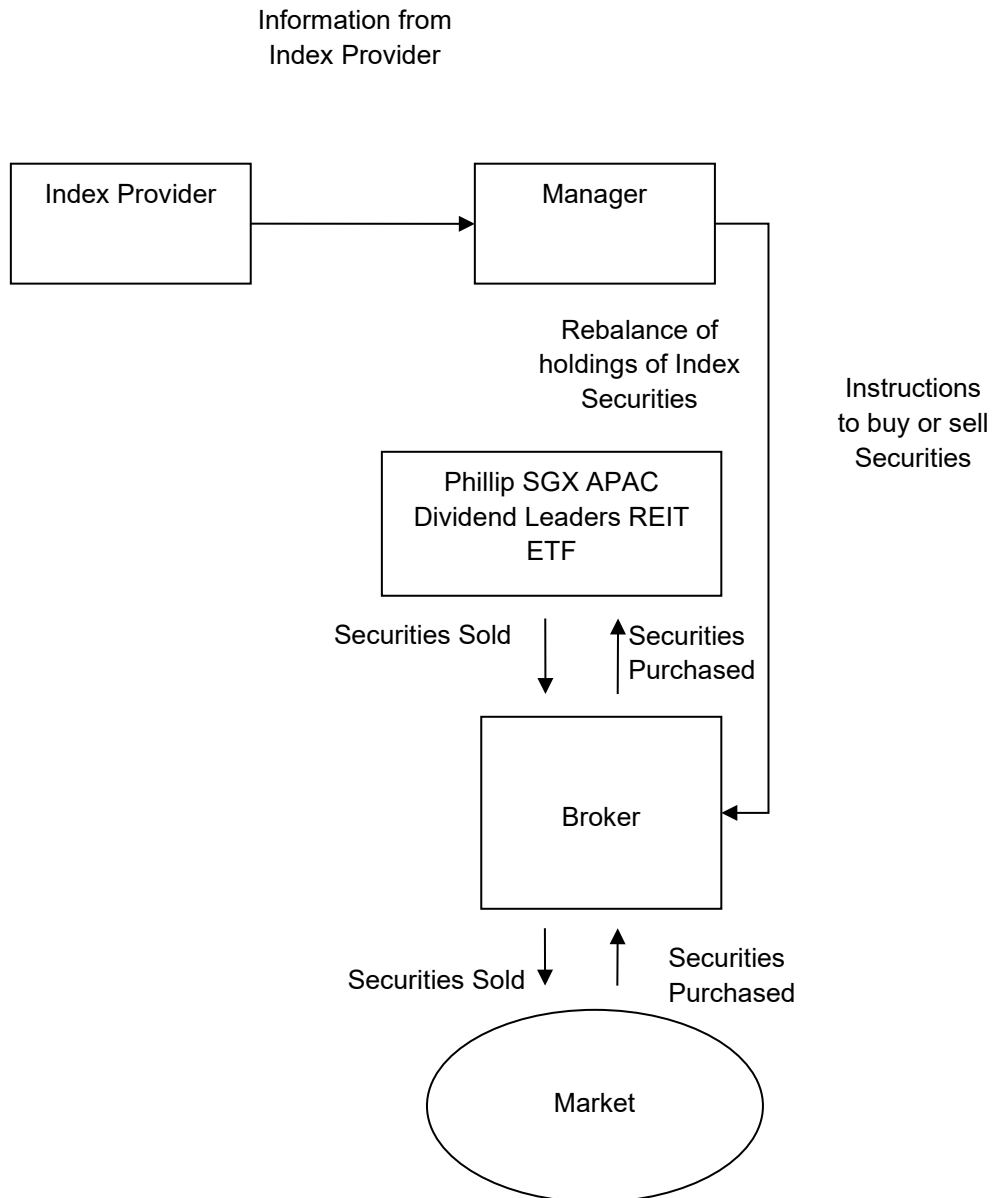 Information from
Index Provider
Index Provider
Manager
Rebalance of
holdings of Index
Securities
Instructions
to buy or sell
Securities
Phillip SGX APAC
Dividend Leaders REIT
ETF
Securities Sold
Securities
Purchased
Broker
Securities Sold
Securities
Purchased
Market